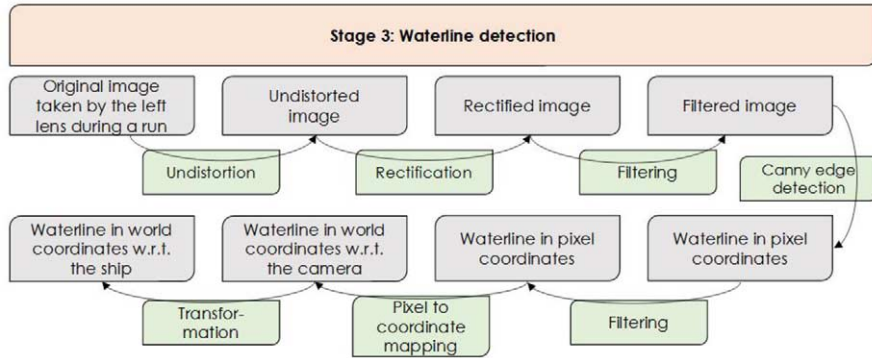 Stage 3: Waterline detection
Original image
taken by the left
lens during a run
Undistorted
image
Rectified image
Filtered image
Undistortion
Rectification
Filtering
Canny edge
detection
Waterline in world
coordinates w.r.t.
the ship
Waterline in world
coordinates w.r.t.
the camera
Waterline in pixel
coordinates
Waterline in pixel
coordinates
Transfor-
mation
Pixel to
coordinate
mapping
Filtering